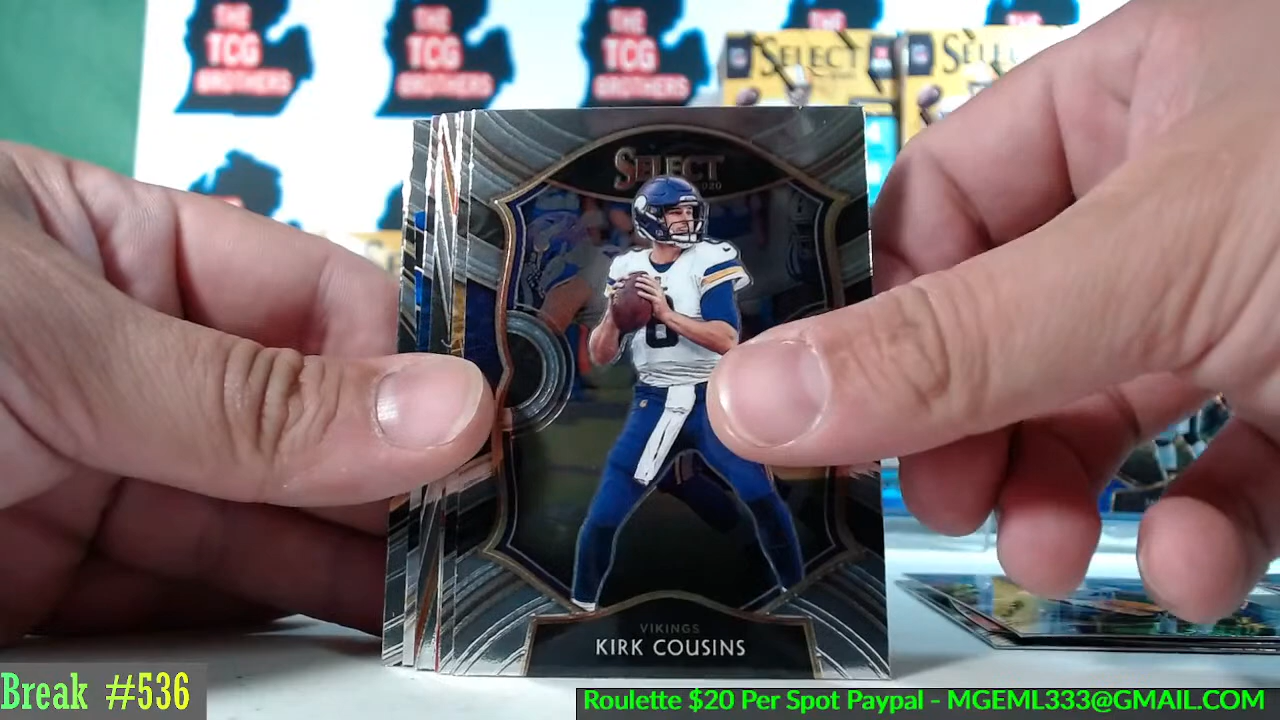 THE
TCG
BROTHERS
THE
TCG
BROTHERS
THE
TCG
BROTHERS
SELECT
SELECT
SELECT
2020
8
VIKINGS
KIRK COUSINS
Break #536
Roulette $20 Per Spot Paypal - MGEML333@GMAIL.COM